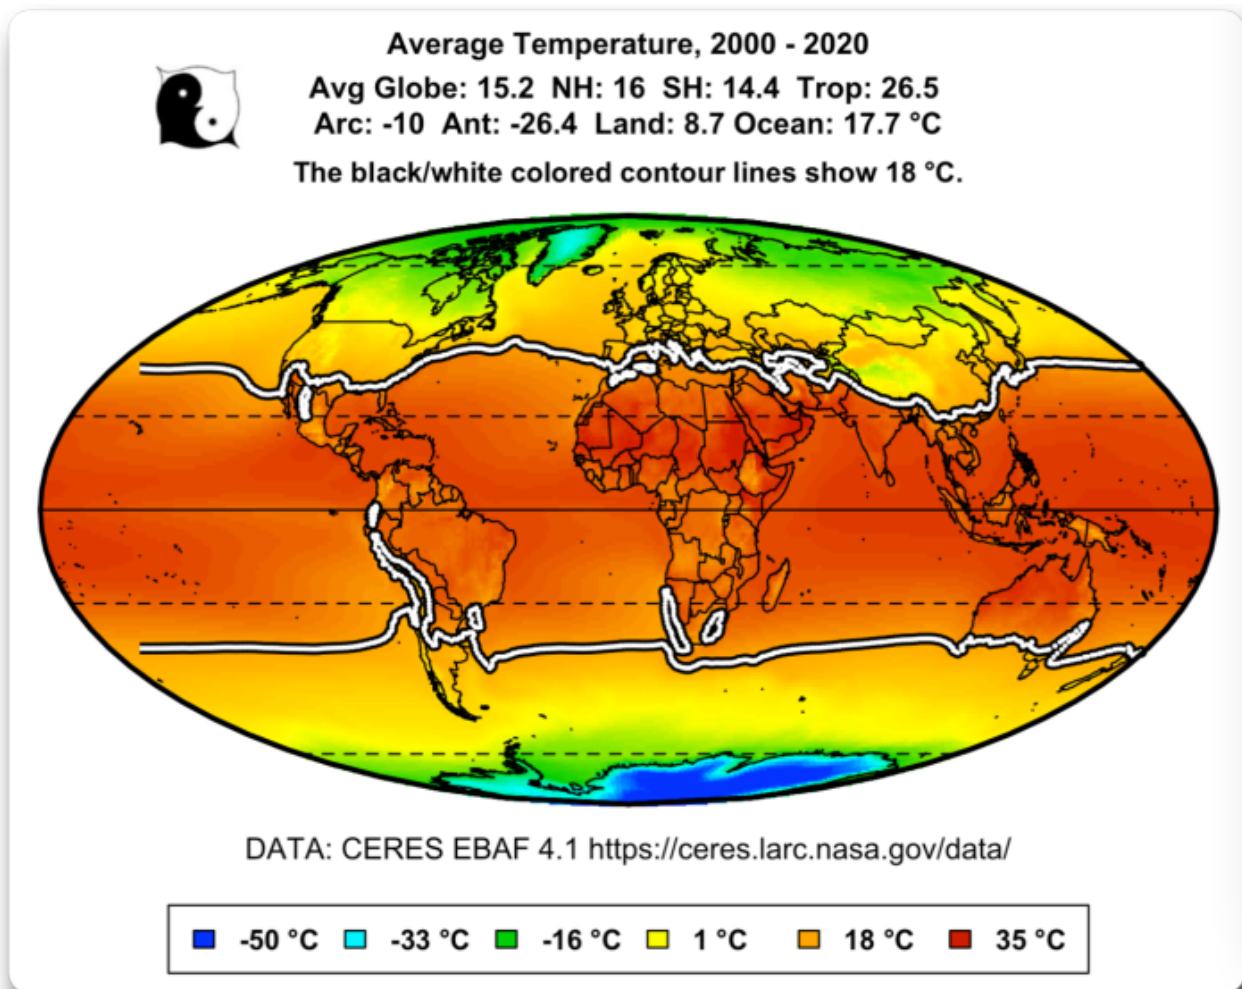 Average Temperature, 2000 - 2020
Avg Globe: 15.2 NH: 16 SH: 14.4 Trop: 26.5
Arc: -10 Ant: -26.4 Land: 8.7 Ocean: 17.7 °C
The black/white colored contour lines show 18 °C.
DATA: CERES EBAF 4.1 https://ceres.larc.nasa.gov/data/
-50 °C -33 °C -16 °C 1 °C 18 °C 35 °C